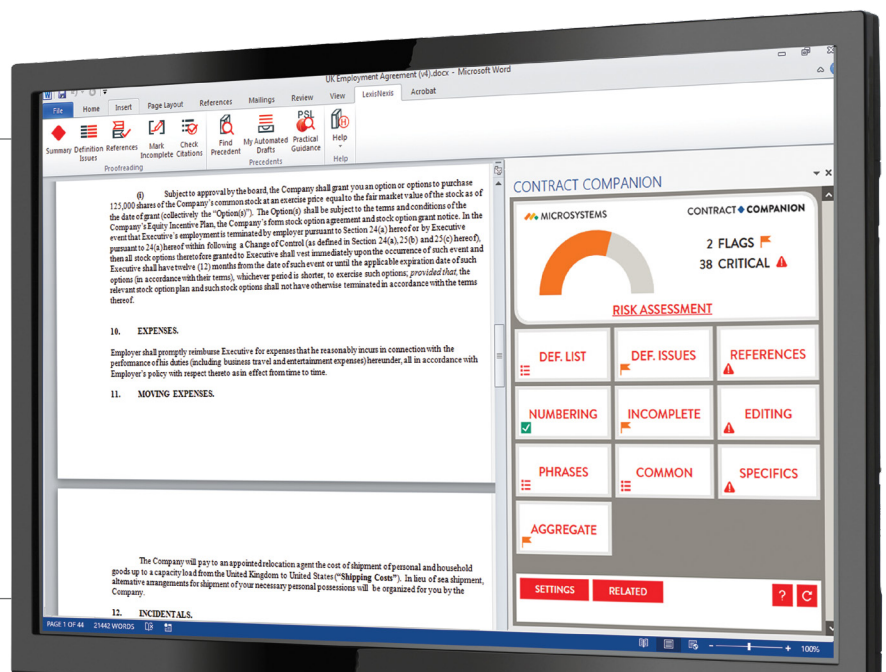 UK Employment Agreement (v4).docx - Microsoft Word
File Home Insert Page Layout References Mailings Review View LexisNexis Acrobat
Summary Definition Issues References Mark Incomplete Check Citations Find Precedent My Automated Drafts PSL Practical Guidance Help
Proofreading Precedents Help
(i) Subject to approval by the board, the Company shall grant you an option or options to purchase
125,000 shares of the Company's common stock at an exercise price equal to the fair market value of the stock as of
the date of grant (collectively the "Option(s)"). The Option(s) shall be subject to the terms and conditions of the
Company's Equity Incentive Plan, the Company's form stock option agreement and stock option grant notice. In the
event that Executive's employment is terminated by employer pursuant to Section 24(a) hereof or by Executive
pursuant to 24(a) hereof within following a Change of Control (as defined in Section 24(a), 25(b) and 25(c) hereof),
then all stock options theretofore granted to Executive shall vest immediately upon the occurrence of such event and
Executive shall have twelve (12) months from the date of such event or until the applicable expiration date of such
options (in accordance with their terms), whichever period is shorter, to exercise such options; provided that, the
relevant stock option plan and such stock options shall not have otherwise terminated in accordance with the terms
thereof.
10. EXPENSES.
Employer shall promptly reimburse Executive for expenses that he reasonably incurs in connection with the
performance of his duties (including business travel and entertainment expenses) hereunder, all in accordance with
Employer's policy with respect thereto as in effect from time to time.
11. MOVING EXPENSES.
The Company will pay to an appointed relocation agent the cost of shipment of personal and household
goods up to a capacity load from the United Kingdom to United States ("Shipping Costs"). In lieu of sea shipment,
alternative arrangements for shipment of your necessary personal possessions will be organized for you by the
Company.
12. INCIDENTALS.
PAGE 1 OF 44 21442 WORDS
100%
CONTRACT COMPANION
MICROSYSTEMS CONTRACT COMPANION
2 FLAGS
38 CRITICAL
RISK ASSESSMENT
DEF. LIST DEF. ISSUES REFERENCES
NUMBERING INCOMPLETE EDITING
PHRASES COMMON SPECIFICS
AGGREGATE
SETTINGS RELATED ?